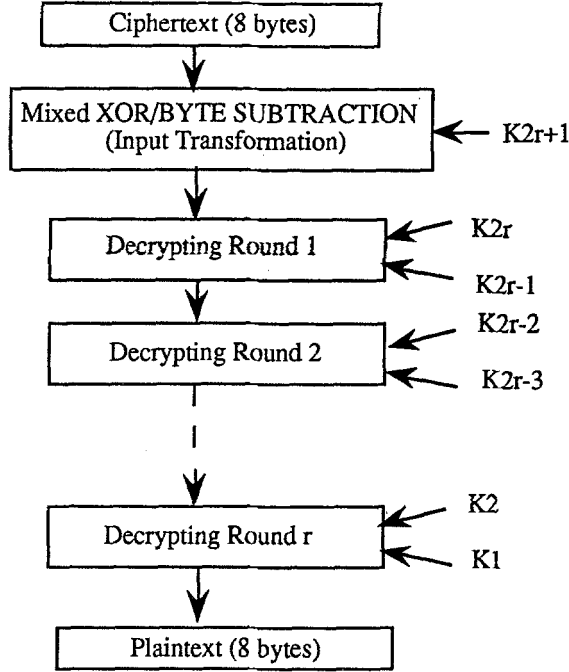 Ciphertext (8 bytes)
Mixed XOR/BYTE SUBTRACTION
(Input Transformation)
K2r+1
Decrypting Round 1
K2r
K2r-1
Decrypting Round 2
K2r-2
K2r-3
Decrypting Round r
K2
K1
Plaintext (8 bytes)